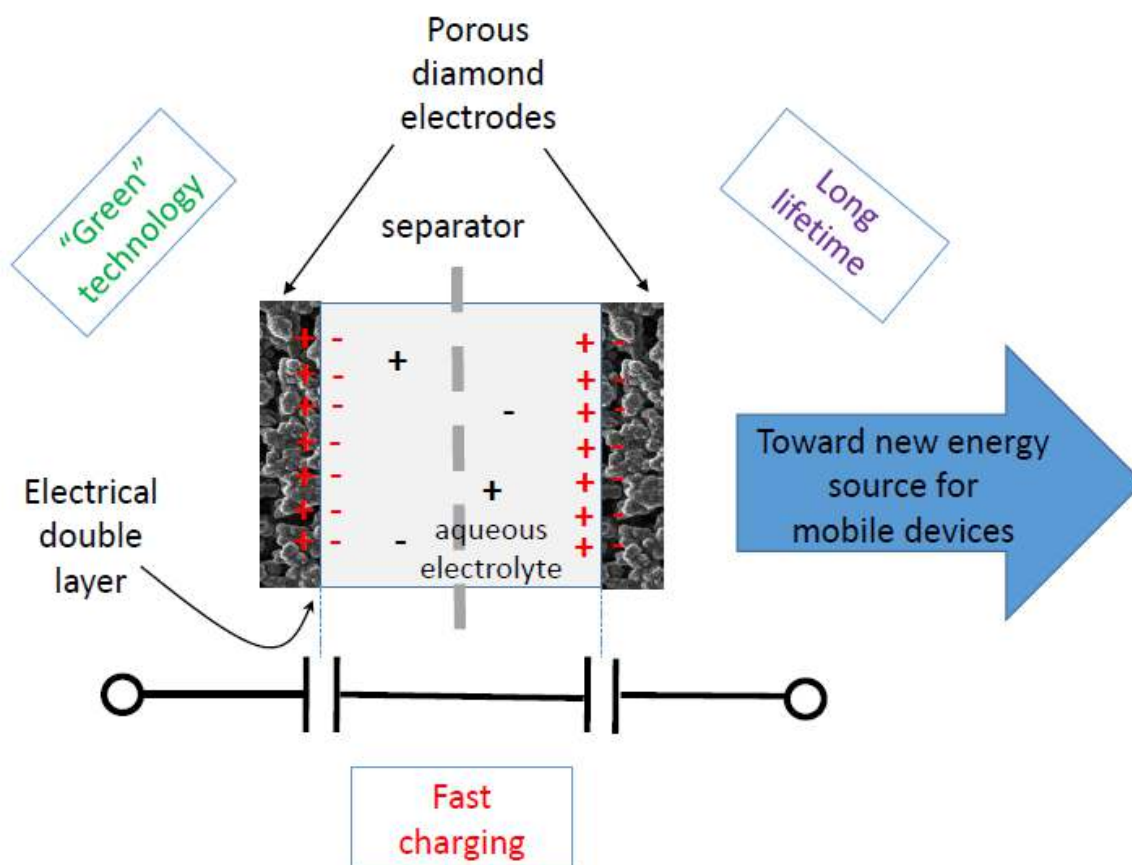 Porous
diamond
electrodes
“Green”
technology
Long
lifetime
separator
+ -
+ -
+ -
+ -
+ -
+ -
+ -
+
-
+
-
+ -
+ -
+ -
+ -
+ -
+ -
+ -
aqueous
electrolyte
Electrical
double
layer
Toward new energy
source for
mobile devices
Fast
charging